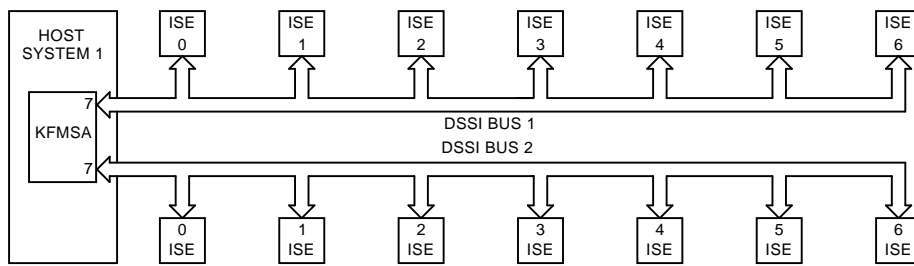 HOST
SYSTEM 1
ISE
0
ISE
1
ISE
2
ISE
3
ISE
4
ISE
5
ISE
6
7
KFMSA
7
DSSI BUS 1
DSSI BUS 2
0
ISE
1
ISE
2
ISE
3
ISE
4
ISE
5
ISE
6
ISE